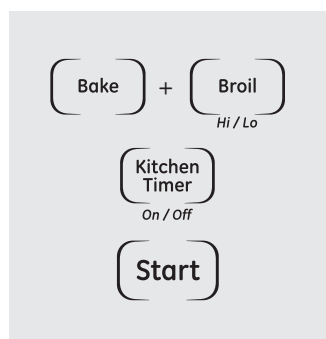 Bake + Broil
Hi / Lo
Kitchen
Timer
On / Off
Start